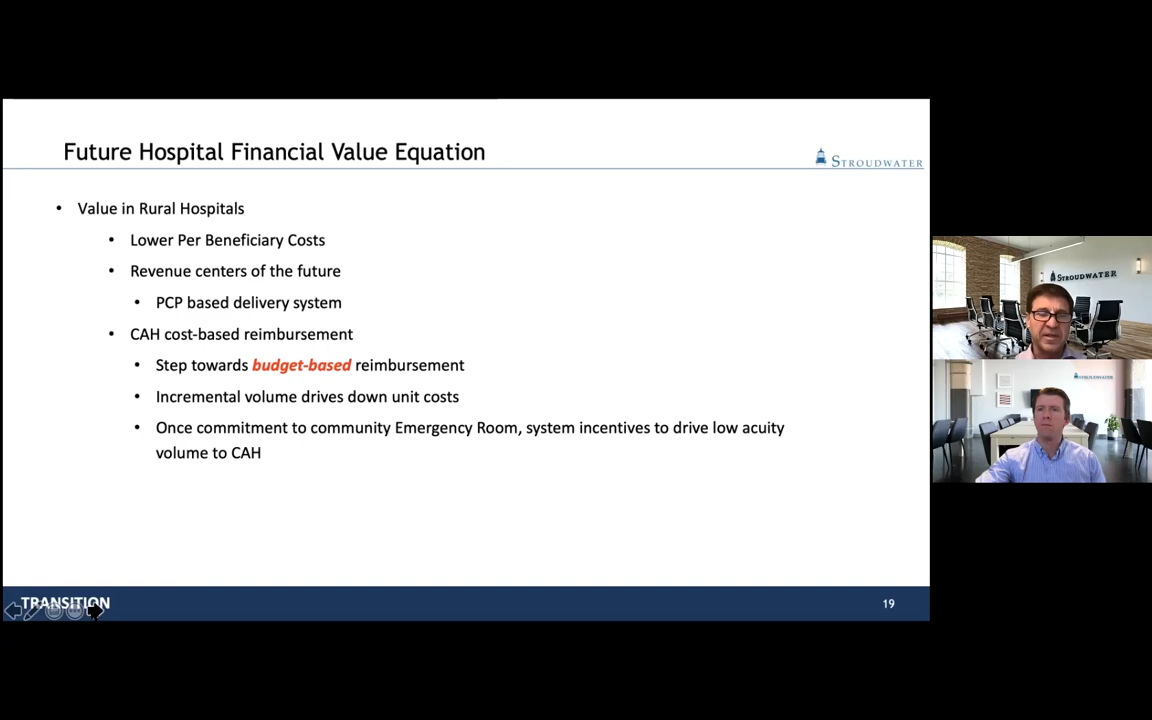 Future Hospital Financial Value Equation
STROUDWATER
• Value in Rural Hospitals
• Lower Per Beneficiary Costs
• Revenue centers of the future
• PCP based delivery system
• CAH cost-based reimbursement
• Step towards budget-based reimbursement
• Incremental volume drives down unit costs
• Once commitment to community Emergency Room, system incentives to drive low acuity
volume to CAH
TRANSITION
19
STROUDWATER
STROUDWATER